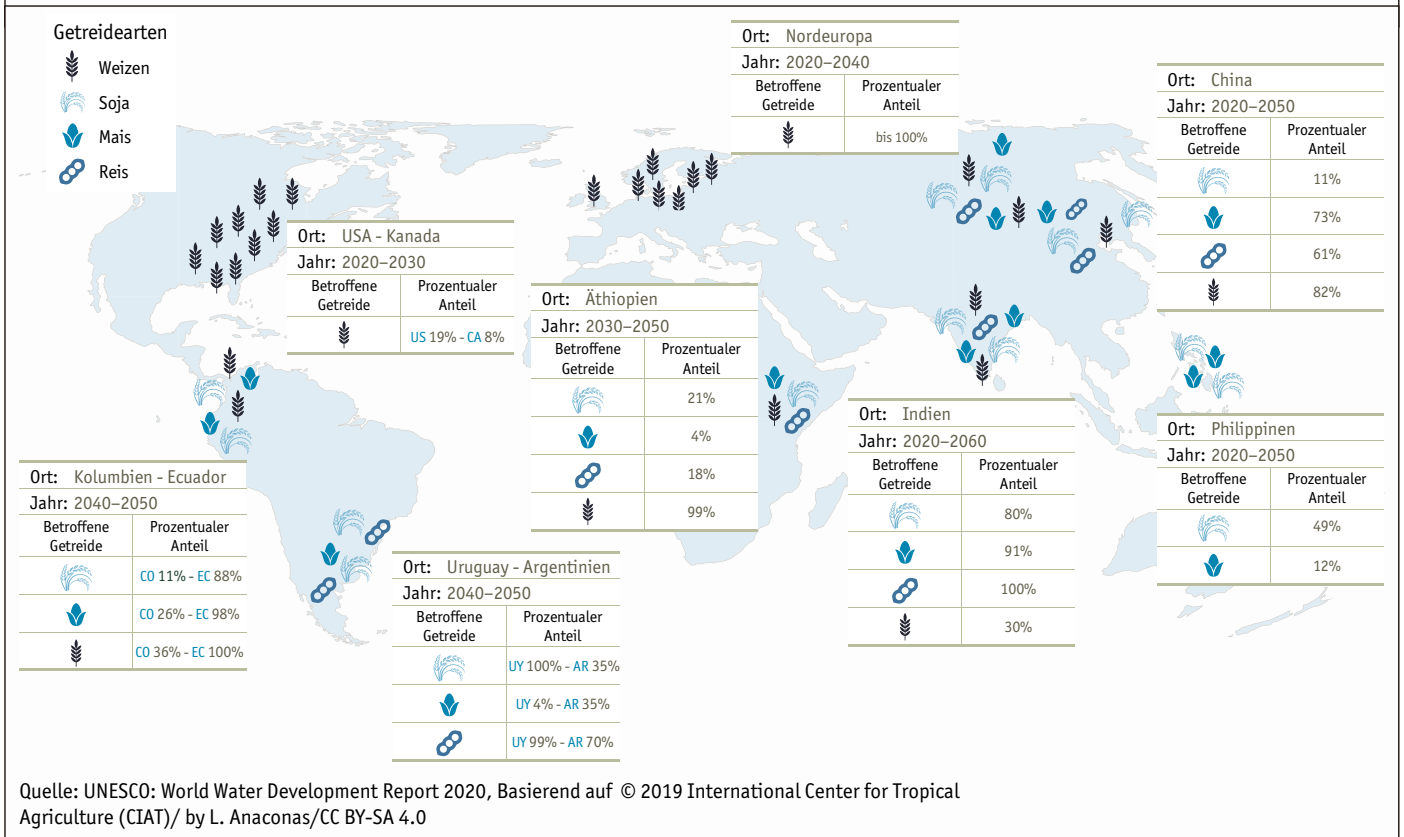 Getreidearten
Weizen
Soja
Mais
Reis
Ort: Nordeuropa
Jahr: 2020–2040
Betroffene Getreide
Prozentualer Anteil
bis 100%
Ort: China
Jahr: 2020–2050
Betroffene Getreide
Prozentualer Anteil
11%
73%
61%
82%
Ort: USA - Kanada
Jahr: 2020–2030
Betroffene Getreide
Prozentualer Anteil
US 19% - CA 8%
Ort: Äthiopien
Jahr: 2030–2050
Betroffene Getreide
Prozentualer Anteil
21%
4%
18%
99%
Ort: Indien
Jahr: 2020–2060
Betroffene Getreide
Prozentualer Anteil
80%
91%
100%
30%
Ort: Philippinen
Jahr: 2020–2050
Betroffene Getreide
Prozentualer Anteil
49%
12%
Ort: Kolumbien - Ecuador
Jahr: 2040–2050
Betroffene Getreide
Prozentualer Anteil
CO 11% - EC 88%
CO 26% - EC 98%
CO 36% - EC 100%
Ort: Uruguay - Argentinien
Jahr: 2040–2050
Betroffene Getreide
Prozentualer Anteil
UY 100% - AR 35%
UY 4% - AR 35%
UY 99% - AR 70%
Quelle: UNESCO: World Water Development Report 2020, Basierend auf © 2019 International Center for Tropical
Agriculture (CIAT)/ by L. Anaconas/CC BY-SA 4.0